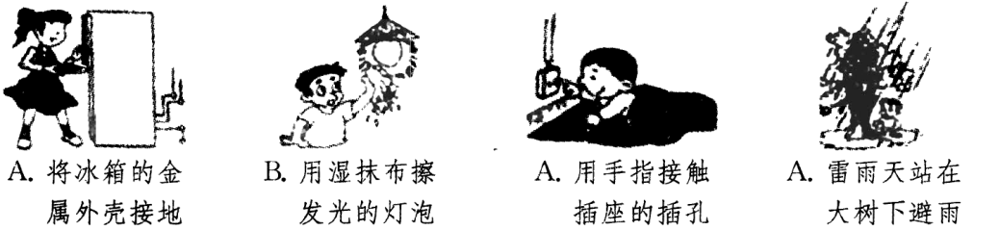 A. 将冰箱的金
属外壳接地
B. 用湿抹布擦
发光的灯泡
A. 用手指接触
插座的插孔
A. 雷雨天站在
大树下避雨